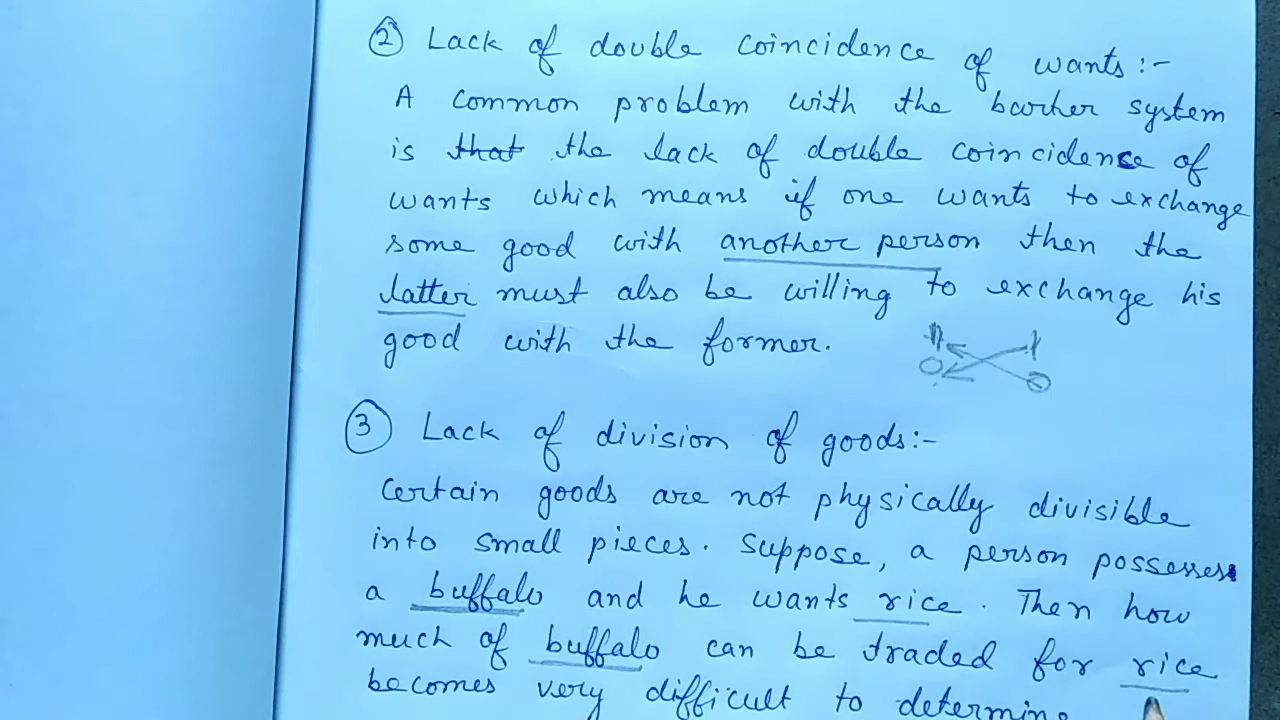 ② Lack of double coincidence of wants :-
A common problem with the barter system
is that the lack of double coincidence of
wants which means if one wants to exchange
some good with another person then the
latter must also be willing to exchange his
good with the former.
③ Lack of division of goods:-
Certain goods are not physically divisible
into small pieces. Suppose, a person possesses
a buffalo and he wants rice. Then how
much of buffalo can be traded for rice
becomes very difficult to determine